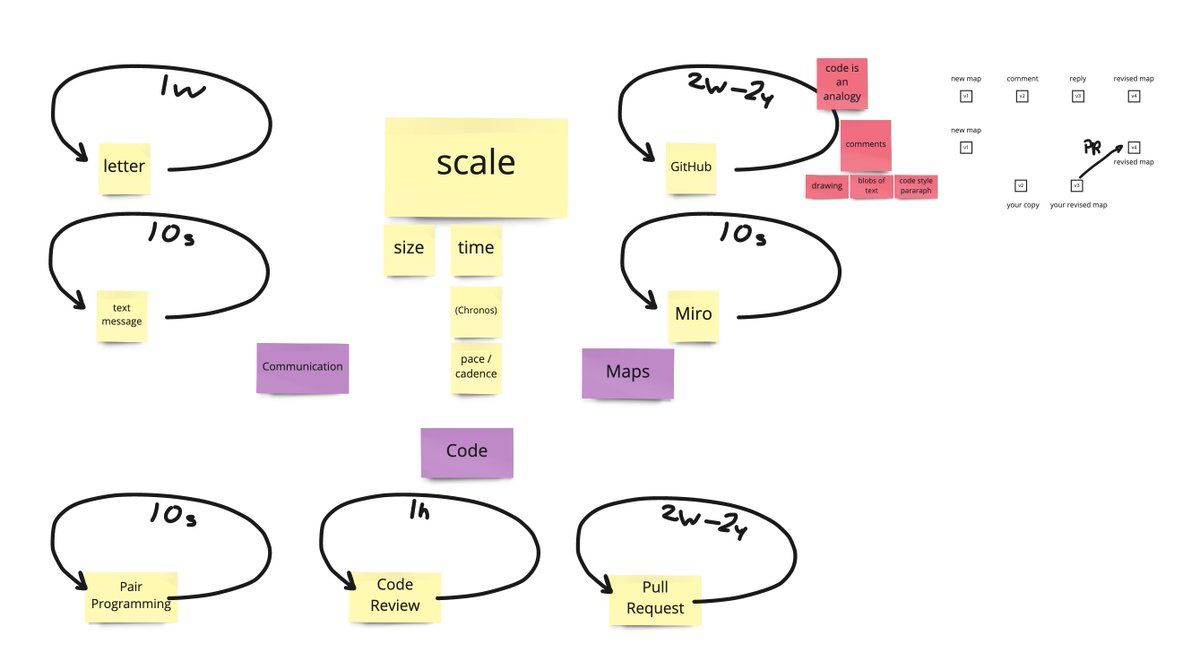 1w
letter
10s
text
message
Communication
scale
size
time
(Chronos)
pace /
cadence
2w-2y
GitHub
10s
Miro
Maps
code is
an
analogy
comments
drawing
blobs of
text
code style
pararaph
new map
comment
reply
revised map
v1
v2
v3
v4
new map
v1
PR
v4
revised map
v2
v3
your copy
your revised map
Code
10s
Pair
Programming
1h
Code
Review
2w-2y
Pull
Request